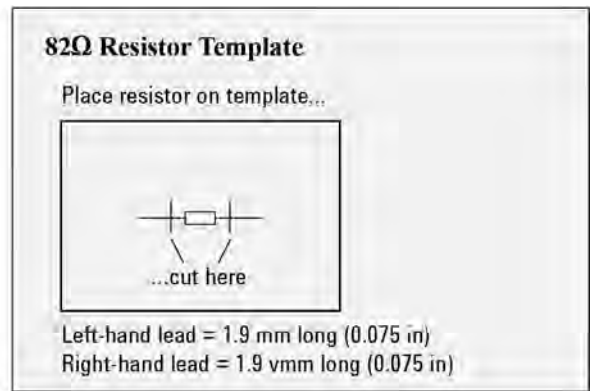 82Ω Resistor Template
Place resistor on template...
...cut here
Left-hand lead = 1.9 mm long (0.075 in)
Right-hand lead = 1.9 vmm long (0.075 in)